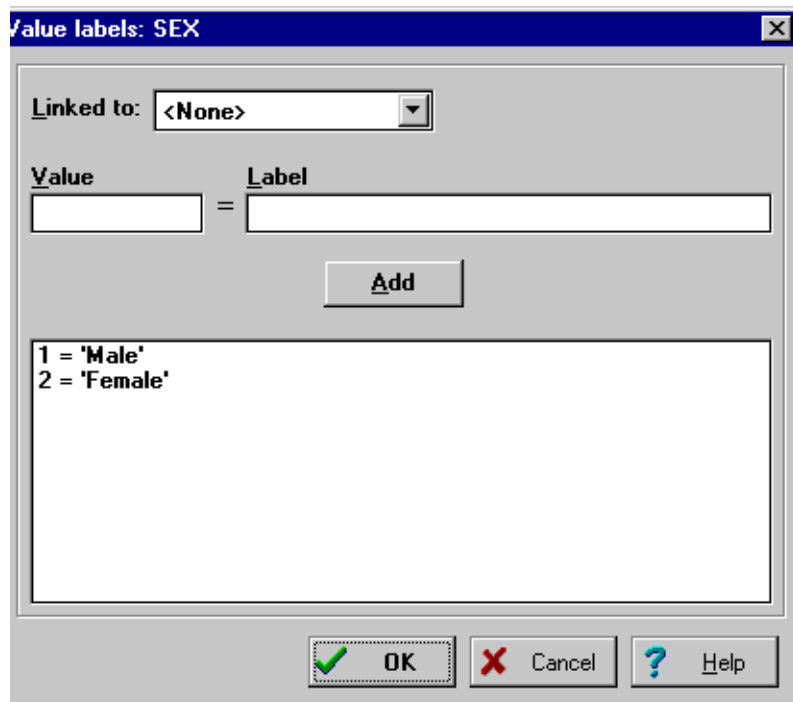 Value labels: SEX
Linked to: <None>
Value Label
=
Add
1 = 'Male'
2 = 'Female'
OK Cancel ? Help